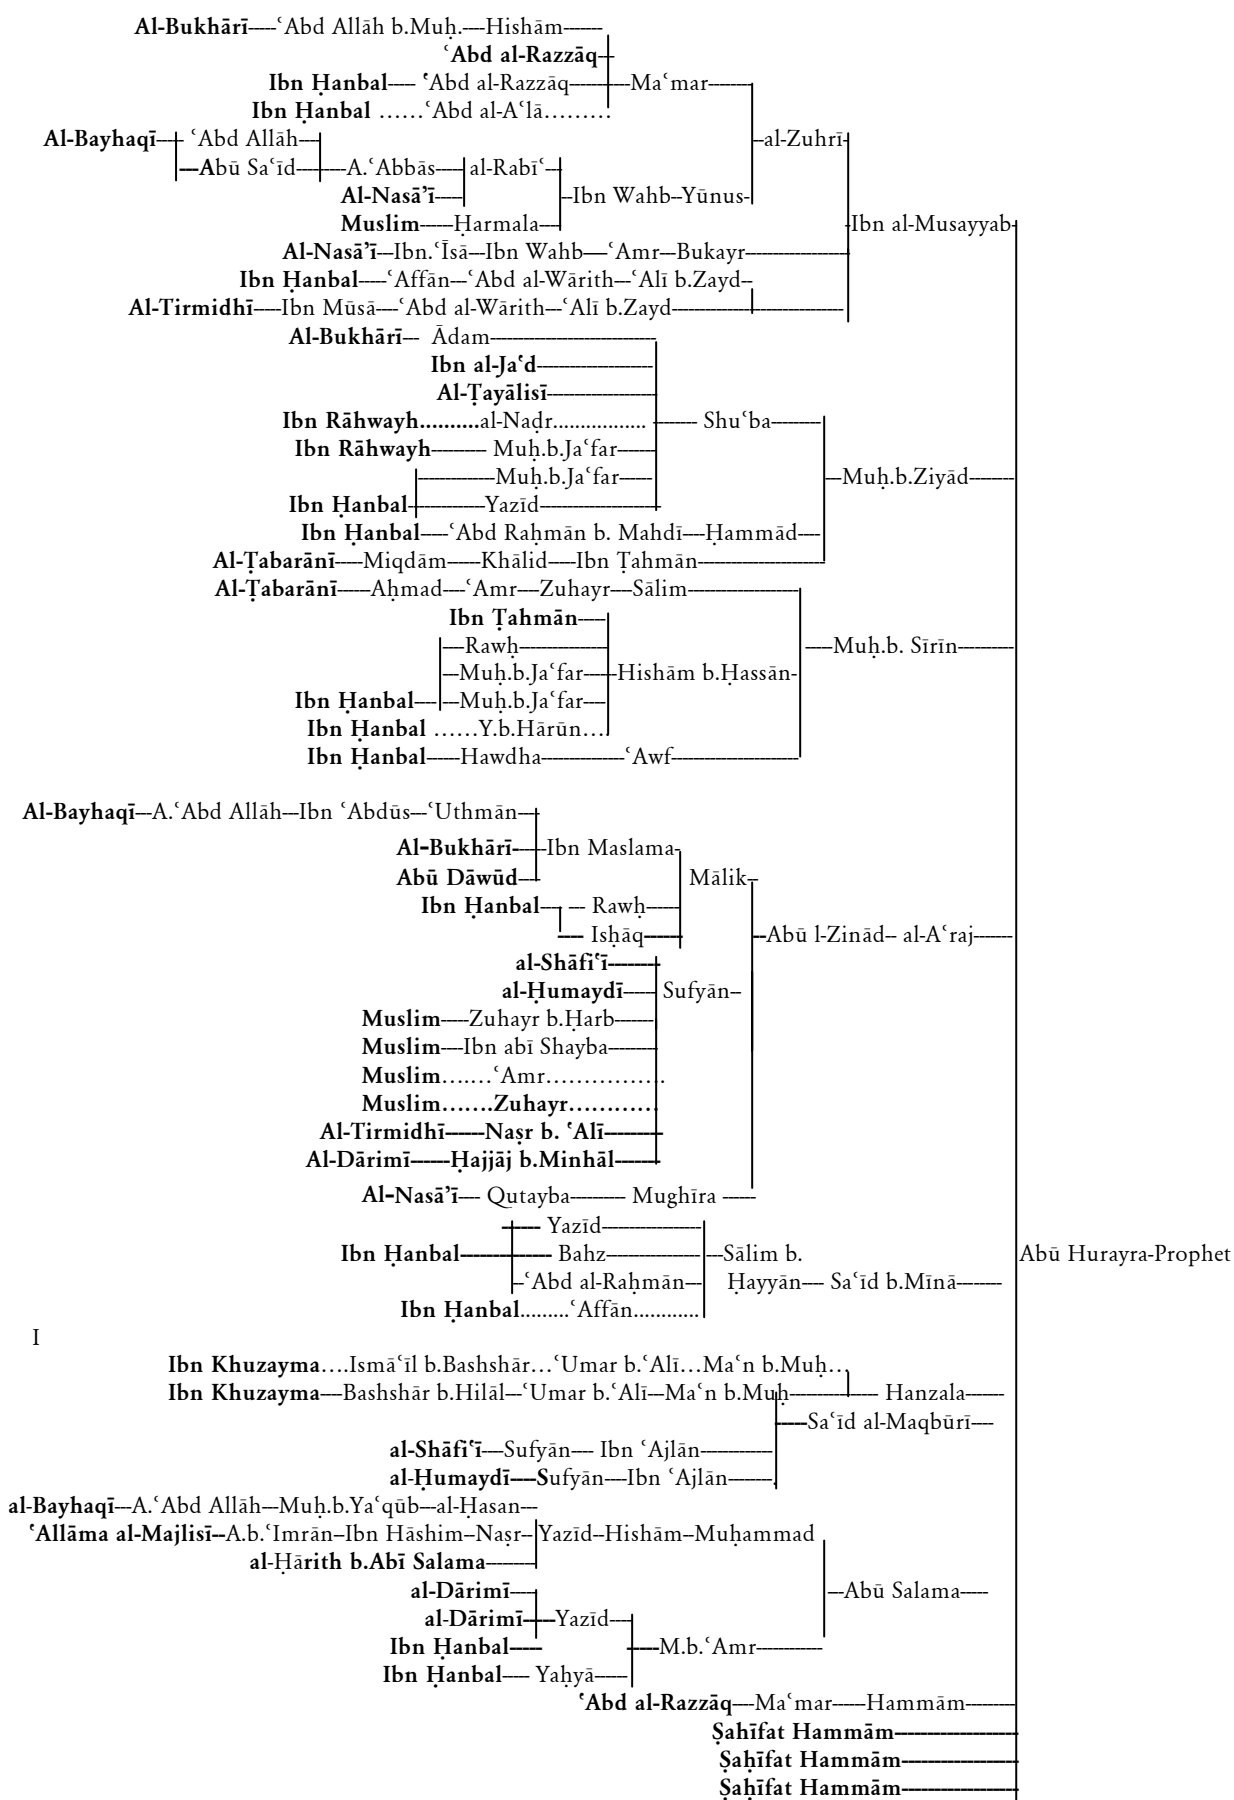 Al-Bukhārī-----ʿAbd Allāh b.Muḥ.----Hishām-------
ʿAbd al-Razzāq
Ibn Ḥanbal----- ʿAbd al-Razzāq-----------Maʿmar--------
Ibn Ḥanbal ……ʿAbd al-Aʿlā………
Al-Bayhaqī---- ʿAbd Allāh--- --al-Zuhrī-
---Abū Saʿīd--------A.ʿAbbās-----al-Rabīʿ--
Al-Nasā’ī----- --Ibn Wahb--Yūnus-
Muslim------Ḥarmala---- Ibn al-Musayyab-
Al-Nasā’ī---Ibn.ʿĪsā---Ibn Wahb----ʿAmr---Bukayr------------------
Ibn Ḥanbal-----ʿAffān---ʿAbd al-Wārith---ʿAlī b.Zayd--
Al-Tirmidhī-----Ibn Mūsā----ʿAbd al-Wārith---ʿAlī b.Zayd-----------------------------
Al-Bukhārī--- Ādam----------------------------
Ibn al-Jaʿd--------------------
Al-Ṭayālisī------------------
Ibn Rāhwayh..........al-Naḍr................. -------- Shuʿba---------
Ibn Rāhwayh---------- Muḥ.b.Jaʿfar-------
-------------Muḥ.b.Jaʿfar------ ---Muḥ.b.Ziyād--------
Ibn Ḥanbal-------------Yazīd---------------------
Ibn Ḥanbal-----ʿAbd Raḥmān b. Mahdī----Ḥammād----
Al-Ṭabarānī-----Miqdām------Khālid-----Ibn Ṭahmān----------------------
Al-Ṭabarānī------Aḥmad----ʿAmr----Zuhayr----Sālim-------------------
Ibn Ṭahmān-----
----Rawḥ--------------- -----Muḥ.b. Sīrīn----------
---Muḥ.b.Jaʿfar------Hishām b.Ḥassān-
Ibn Ḥanbal-------Muḥ.b.Jaʿfar----
Ibn Ḥanbal ……Y.b.Hārūn…
Ibn Ḥanbal------Hawdha--------------ʿAwf----------------------
Al-Bayhaqī---A.ʿAbd Allāh---Ibn ʿAbdūs---ʿUthmān---
Al-Bukhārī------Ibn Maslama-
Abū Dāwūd--- Mālik--
Ibn Ḥanbal---- --- Rawḥ------
---- Isḥāq------- --Abū l-Zinād-- al-Aʿraj-------
al-Shāfiʿī---------
al-Ḥumaydī------ Sufyān--
Muslim-----Zuhayr b.Ḥarb-------
Muslim----Ibn abī Shayba---------
Muslim…….ʿAmr……………
Muslim…….Zuhayr…………
Al-Tirmidhī------Naṣr b. ʿAlī----------
Al-Dārimī------Ḥajjāj b.Minhāl-------
Al-Nasā’ī---- Qutayba---------- Mughīra ------
------ Yazīd-----------------
Ibn Ḥanbal-------------- Bahz------------------Sālim b. Abū Hurayra-Prophet
--ʿAbd al-Raḥmān--- Ḥayyān---- Saʿīd b.Mīnā--------
Ibn Ḥanbal.........ʿAffān............
I
Ibn Khuzayma….Ismāʿīl b.Bashshār…ʿUmar b.ʿAlī…Maʿn b.Muḥ…
Ibn Khuzayma----Bashshār b.Hilāl---ʿUmar b.ʿAlī---Maʿn b.Muḥ--------------- Hanzala-------
-----Saʿīd al-Maqbūrī----
al-Shāfiʿī----Sufyān---- Ibn ʿAjlān-------------
al-Ḥumaydī----Sufyān----Ibn ʿAjlān--------
al-Bayhaqī---A.ʿAbd Allāh---Muḥ.b.Yaʿqūb---al-Ḥasan---
ʿAllāma al-Majlisī--A.b.ʿImrān--Ibn Hāshim--Naṣr--Yazīd--Hishām--Muḥammad
al-Ḥārith b.Abī Salama---------
al-Dārimī----- ---Abū Salama-----
al-Dārimī-----Yazīd----
Ibn Ḥanbal----- -----M.b.ʿAmr------------
Ibn Ḥanbal----- Yaḥyā------
ʿAbd al-Razzāq----Maʿmar------Hammām---------
Ṣaḥīfat Hammām--------------------
Ṣaḥīfat Hammām-------------------
Ṣaḥīfat Hammām-------------------